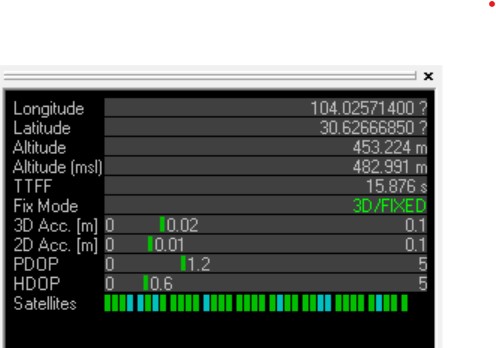 Longitude 104.02571400 ?
Latitude 30.62666850 ?
Altitude 453.224 m
Altitude (msl) 482.991 m
TTFF 15.876 s
Fix Mode 3D/FIXED
3D Acc. [m] 0 0.02 0.1
2D Acc. [m] 0 0.01 0.1
PDOP 0 1.2 5
HDOP 0 0.6 5
Satellites